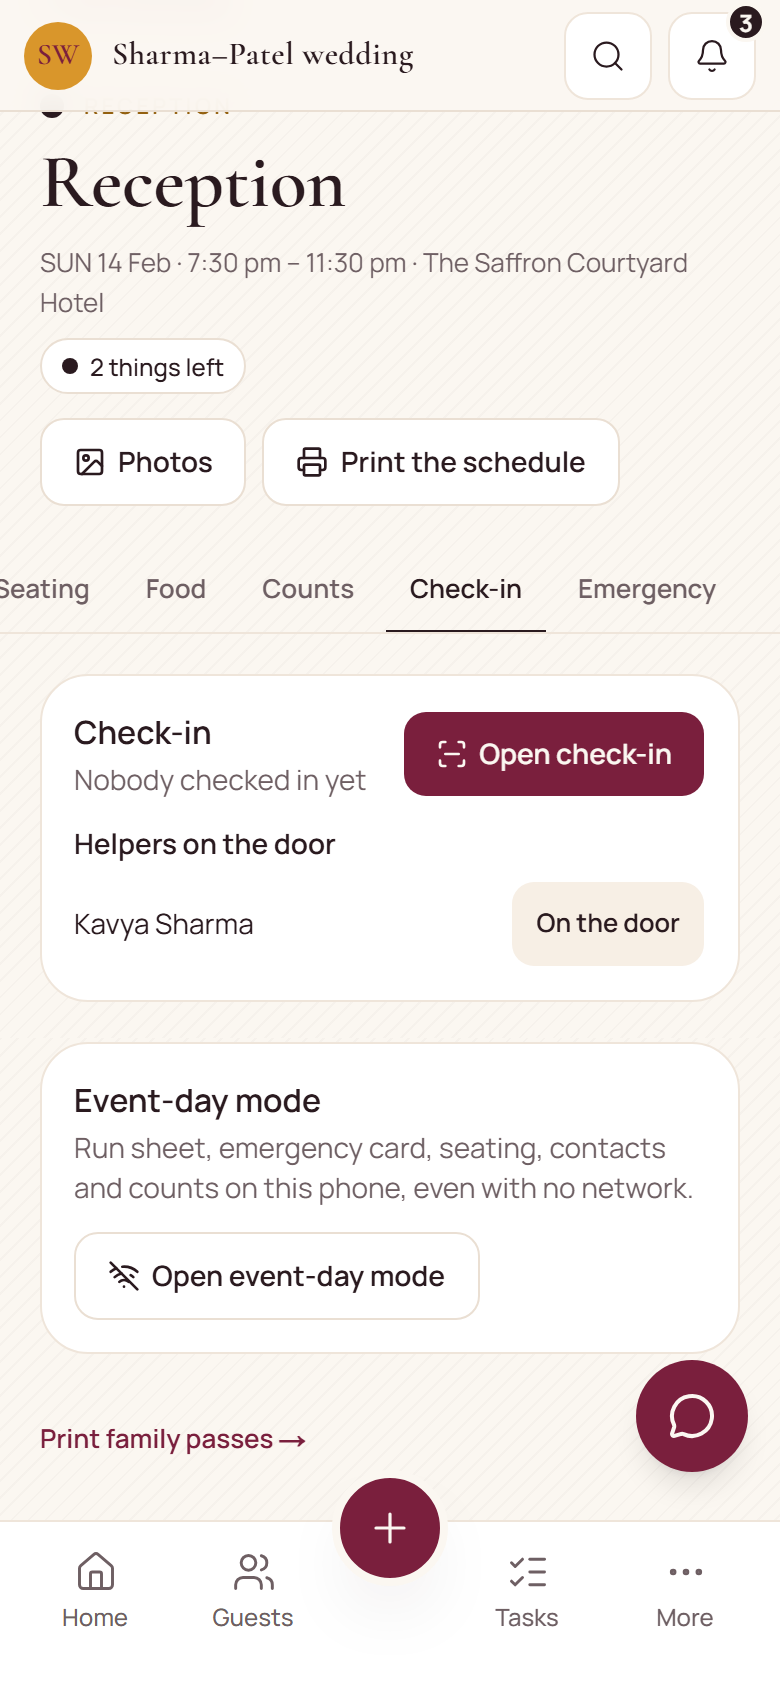 SW
Sharma–Patel wedding
3
RECEPTION
Reception
SUN 14 Feb · 7:30 pm – 11:30 pm · The Saffron Courtyard
Hotel
2 things left
Photos
Print the schedule
Seating
Food
Counts
Check-in
Emergency
Check-in
Nobody checked in yet
Open check-in
Helpers on the door
Kavya Sharma
On the door
Event-day mode
Run sheet, emergency card, seating, contacts
and counts on this phone, even with no network.
Open event-day mode
Print family passes →
Home
Guests
Tasks
More